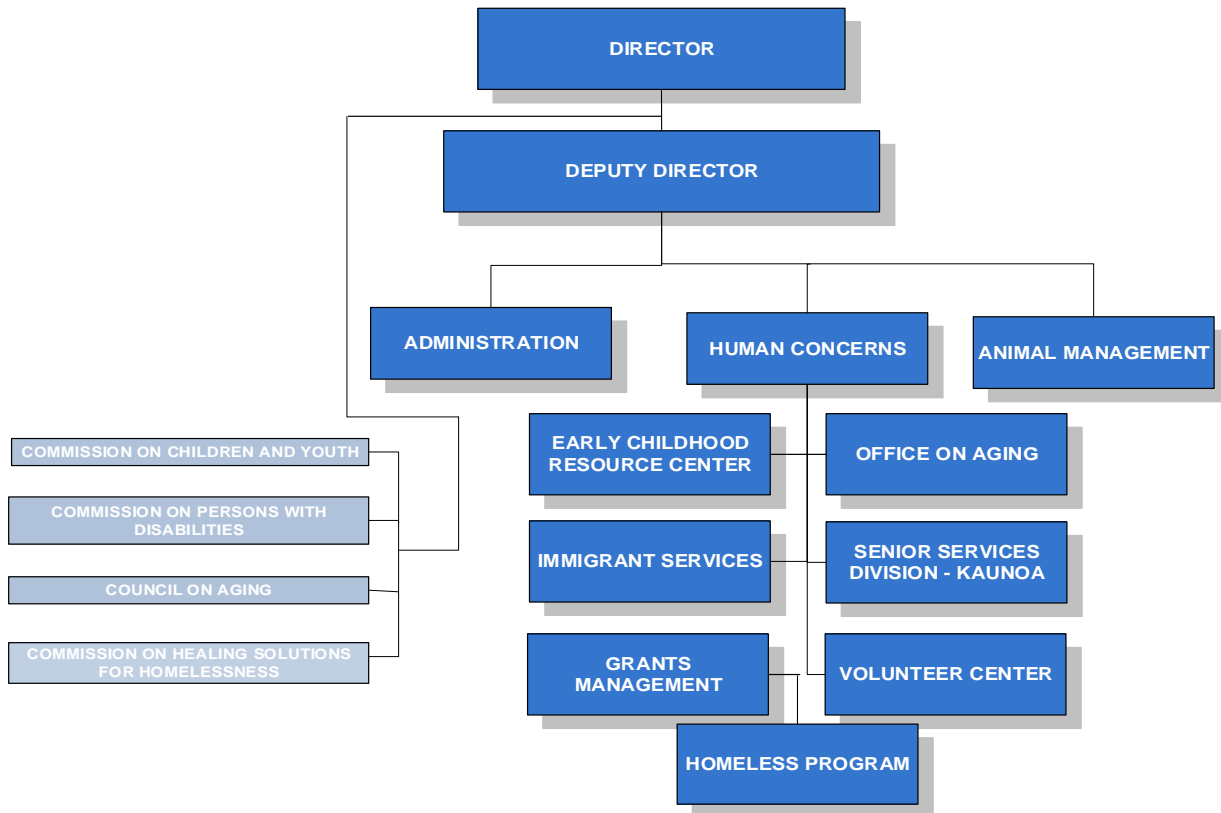 DIRECTOR
DEPUTY DIRECTOR
ADMINISTRATION
HUMAN CONCERNS
ANIMAL MANAGEMENT
COMMISSION ON CHILDREN AND YOUTH
COMMISSION ON PERSONS WITH
DISABILITIES
COUNCIL ON AGING
COMMISSION ON HEALING SOLUTIONS
FOR HOMELESSNESS
EARLY CHILDHOOD
RESOURCE CENTER
OFFICE ON AGING
IMMIGRANT SERVICES
SENIOR SERVICES
DIVISION - KAUNOA
GRANTS
MANAGEMENT
VOLUNTEER CENTER
HOMELESS PROGRAM